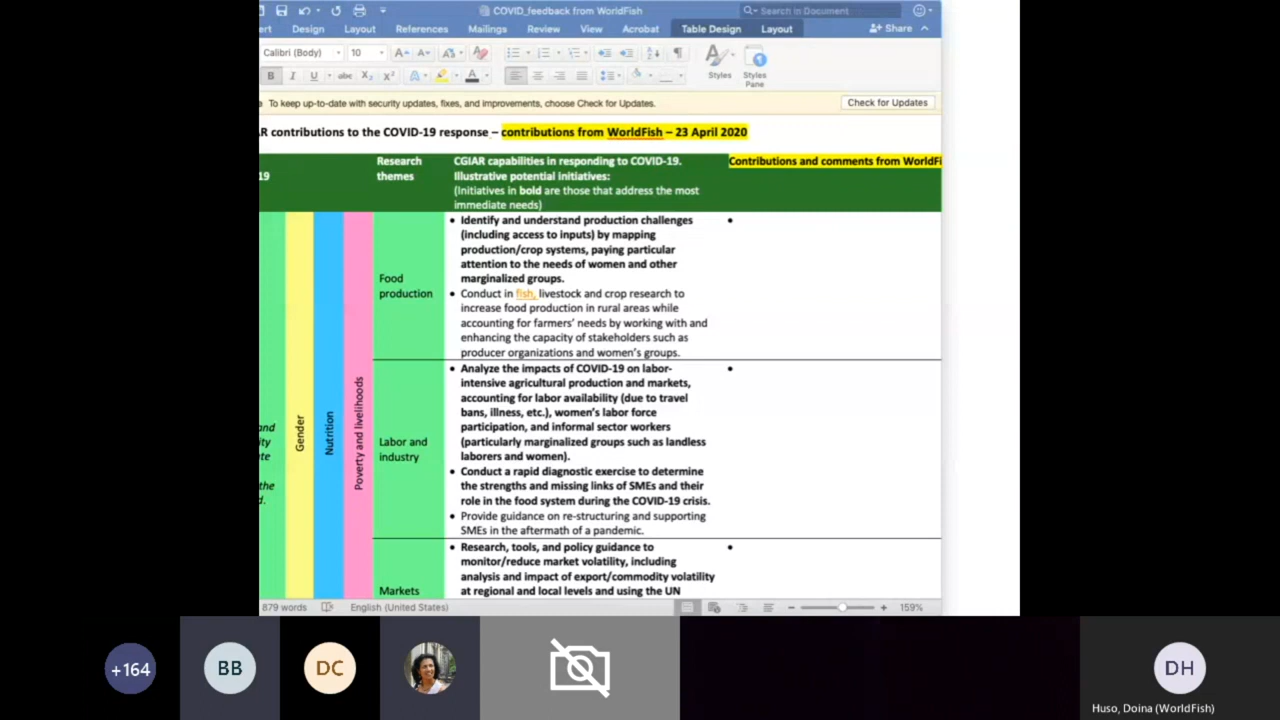 COVID_feedback from WorldFish
Search in Document
ert Design Layout References Mailings Review View Acrobat Table Design Layout Share
Calibri (Body) 10
B I U abc X₂ X²
Styles
Styles Pane
To keep up-to-date with security updates, fixes, and improvements, choose Check for Updates.
Check for Updates
AR contributions to the COVID-19 response – contributions from WorldFish – 23 April 2020
19
Research
themes
CGIAR capabilities in responding to COVID-19.
Illustrative potential initiatives:
(Initiatives in bold are those that address the most
immediate needs)
Contributions and comments from WorldFi
and
ity
te
the
d.
Gender
Nutrition
Poverty and livelihoods
Food
production
• Identify and understand production challenges
(including access to inputs) by mapping
production/crop systems, paying particular
attention to the needs of women and other
marginalized groups.
• Conduct in fish, livestock and crop research to
increase food production in rural areas while
accounting for farmers' needs by working with and
enhancing the capacity of stakeholders such as
producer organizations and women's groups.
•
Labor and
industry
• Analyze the impacts of COVID-19 on labor-
intensive agricultural production and markets,
accounting for labor availability (due to travel
bans, illness, etc.), women's labor force
participation, and informal sector workers
(particularly marginalized groups such as landless
laborers and women).
• Conduct a rapid diagnostic exercise to determine
the strengths and missing links of SMEs and their
role in the food system during the COVID-19 crisis.
• Provide guidance on re-structuring and supporting
SMEs in the aftermath of a pandemic.
•
Markets
• Research, tools, and policy guidance to
monitor/reduce market volatility, including
analysis and impact of export/commodity volatility
at regional and local levels and using the UN
•
879 words English (United States) 159%
+164
BB
DC
DH
Huso, Doina (WorldFish)